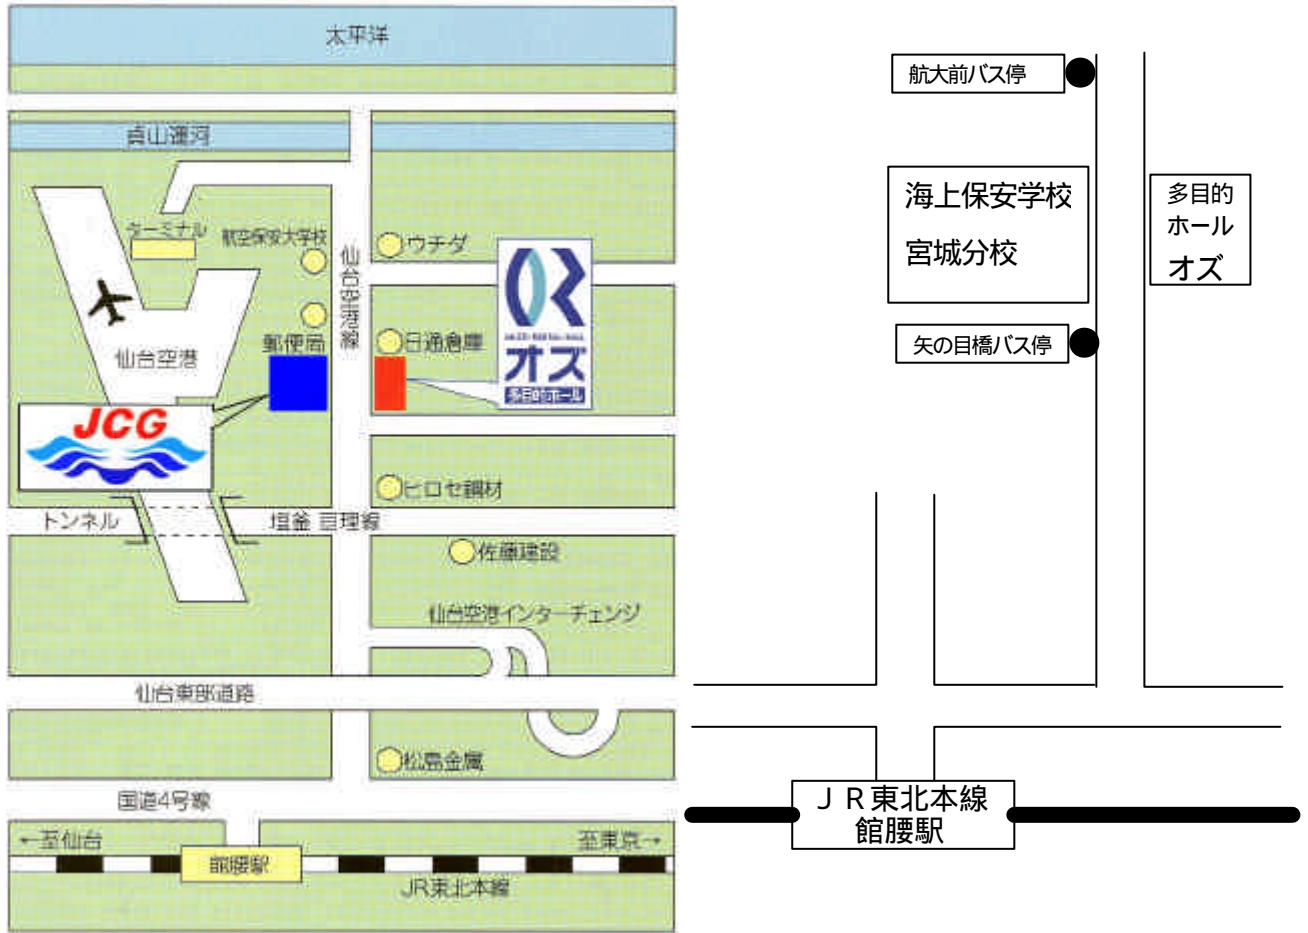 太平洋
貞山運河
ターミナル
航空保安大学校
仙台空港線
ウチダ
郵便局
日通倉庫
オズ
多目的ホール
仙台空港
JCG
ヒロセ鋼材
トンネル
塩釜 亘理線
佐藤建設
仙台空港インターチェンジ
仙台東部道路
松島金属
国道4号線
←至仙台
至東京→
館腰駅
JR東北本線
航大前バス停
海上保安学校
宮城分校
多目的
ホール
オズ
矢の目橋バス停
ＪＲ東北本線
館腰駅